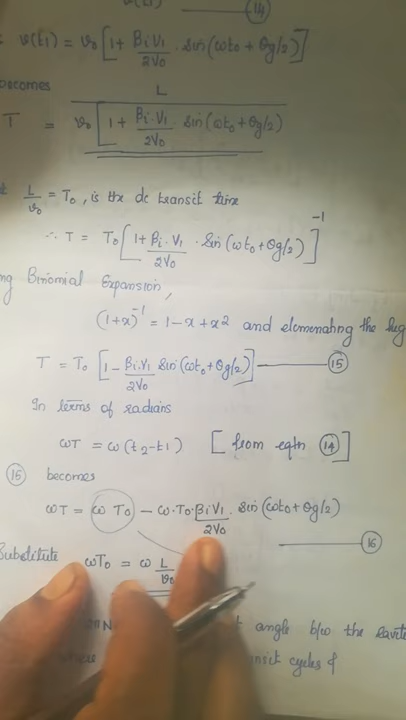 v(t1) ——— (14)
v(t1) = v0 [1 + βi V1 / 2V0 . sin(ωt0 + θg/2)]
becomes
T = L / v0 [1 + βi . V1 / 2V0 . sin(ωt0 + θg/2)]
L/v0 = T0, is the dc transit time
∴ T = T0 [1 + βi . V1 / 2V0 . sin(ωt0 + θg/2)]^-1
Binomial Expansion,
(1+x)^-1 = 1 - x + x² and elemenating the
T = T0 [1 - βi.V1 / 2V0 sin(ωt0 + θg/2)] ——— (15)
In terms of radians
ωT = ω(t2-t1) [from eqtn (14)]
(15) becomes
ωT = ω T0 - ω.T0.βi V1 / 2V0 . sin(ωt0 + θg/2)
——— (16)
Substitute ωT0 = ω L/v0
angle b/w the
cycles of